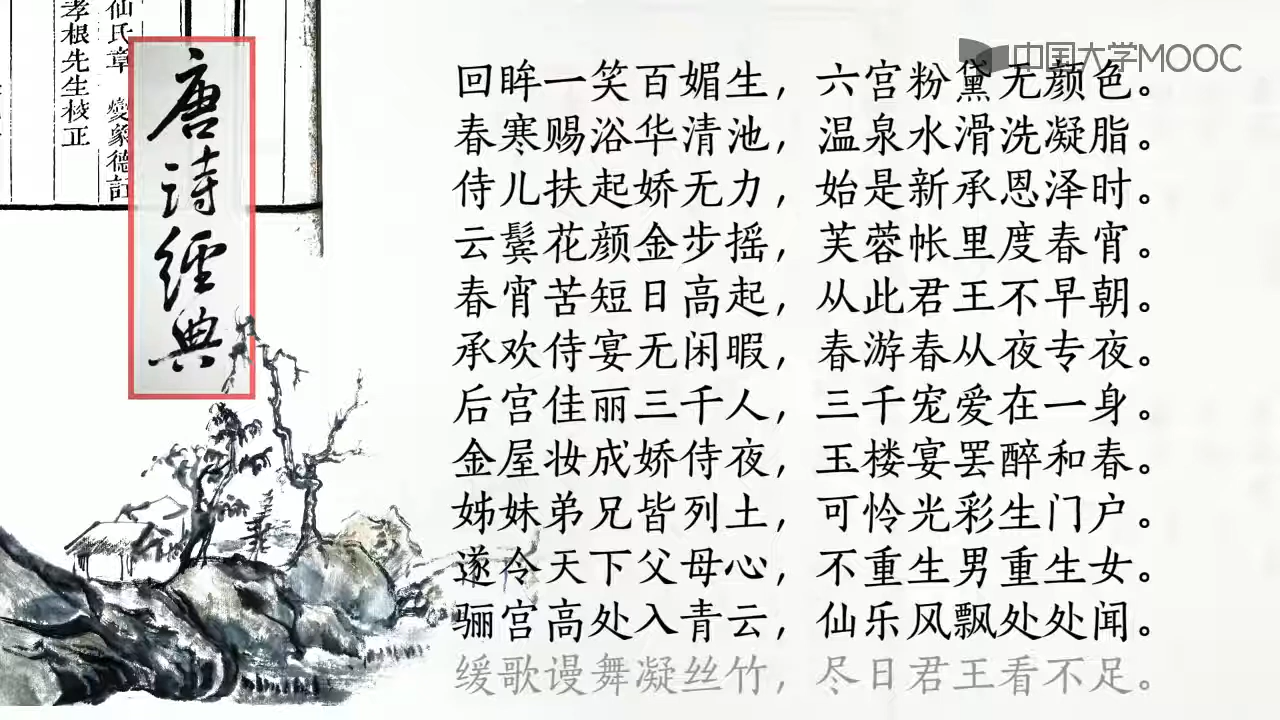 仙氏章 夑彖德訂
孝根先生校正
唐诗經典
中国大学MOOC
回眸一笑百媚生，六宫粉黛无颜色。
春寒赐浴华清池，温泉水滑洗凝脂。
侍儿扶起娇无力，始是新承恩泽时。
云鬓花颜金步摇，芙蓉帐里度春宵。
春宵苦短日高起，从此君王不早朝。
承欢侍宴无闲暇，春游春从夜专夜。
后宫佳丽三千人，三千宠爱在一身。
金屋妆成娇侍夜，玉楼宴罢醉和春。
姊妹弟兄皆列土，可怜光彩生门户。
遂令天下父母心，不重生男重生女。
骊宫高处入青云，仙乐风飘处处闻。
缓歌谩舞凝丝竹，尽日君王看不足。